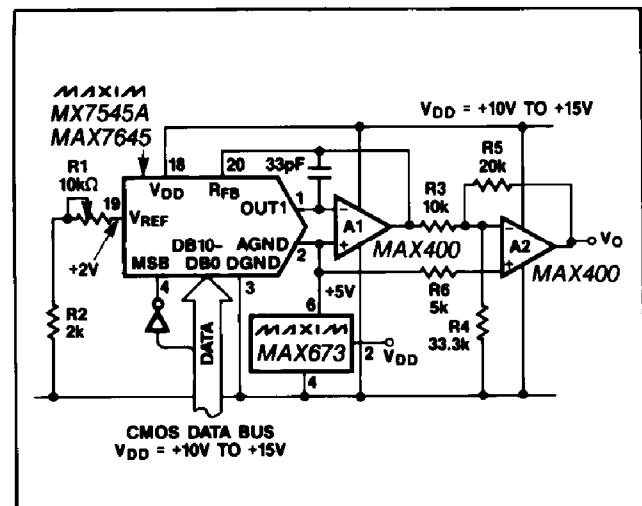 MAXIM
MX7545A
MAX7645
VDD = +10V TO +15V
R1
10kΩ
19
18
20
33pF
R5
20k
VDD
RFB
VREF
OUT1
1
A1
MAX400
R3
10k
A2
VO
MAX400
+2V
MSB
DB10-
DB0
AGND
DGND
2
4
3
+5V
6
R6
5k
R2
2k
DATA
MAXIM
MAX673
2
VDD
4
R4
33.3k
CMOS DATA BUS
VDD = +10V TO +15V